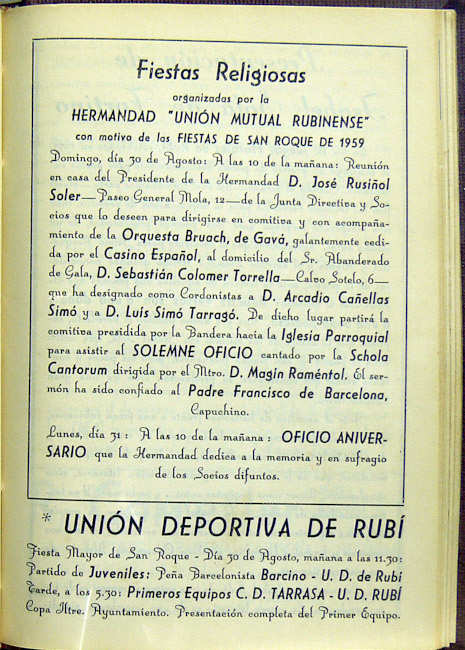 Fiestas Religiosas
organizadas por la
HERMANDAD "UNIÓN MUTUAL RUBINENSE"
con motivo de las FIESTAS DE SAN ROQUE DE 1959
Domingo, día 30 de Agosto: A las 10 de la mañana: Reunión
en casa del Presidente de la Hermandad D. José Rusiñol
Soler—Paseo General Mola, 12—de la Junta Directiva y So-
cios que lo deseen para dirigirse en comitiva y con acompaña-
miento de la Orquesta Bruach, de Gavá, galantemente cedi-
da por el Casino Español, al domicilio del Sr. Abanderado
de Gala, D. Sebastián Colomer Torrella—Calvo Sotelo, 6—
que ha designado como Cordonistas a D. Arcadio Cañellas
Simó y a D. Luis Simó Tarragó. De dicho lugar partirá la
comitiva presidida por la Bandera hacia la Iglesia Parroquial
para asistir al SOLEMNE OFICIO cantado por la Schola
Cantorum dirigida por el Mtro. D. Magin Raméntol. El ser-
món ha sido confiado al Padre Francisco de Barcelona,
Capuchino.
Lunes, día 31: A las 10 de la mañana: OFICIO ANIVER-
SARIO que la Hermandad dedica a la memoria y en sufragio
de los Socios difuntos.
* UNIÓN DEPORTIVA DE RUBÍ
Fiesta Mayor de San Roque - Día 30 de Agosto, mañana a las 11.30:
Partido de Juveniles: Peña Barcelonista Barcino - U. D. de Rubí
Tarde, a los 5.30: Primeros Equipos C. D. TARRASA - U. D. RUBÍ
Copa Iltre. Ayuntamiento. Presentación completa del Primer Equipo.